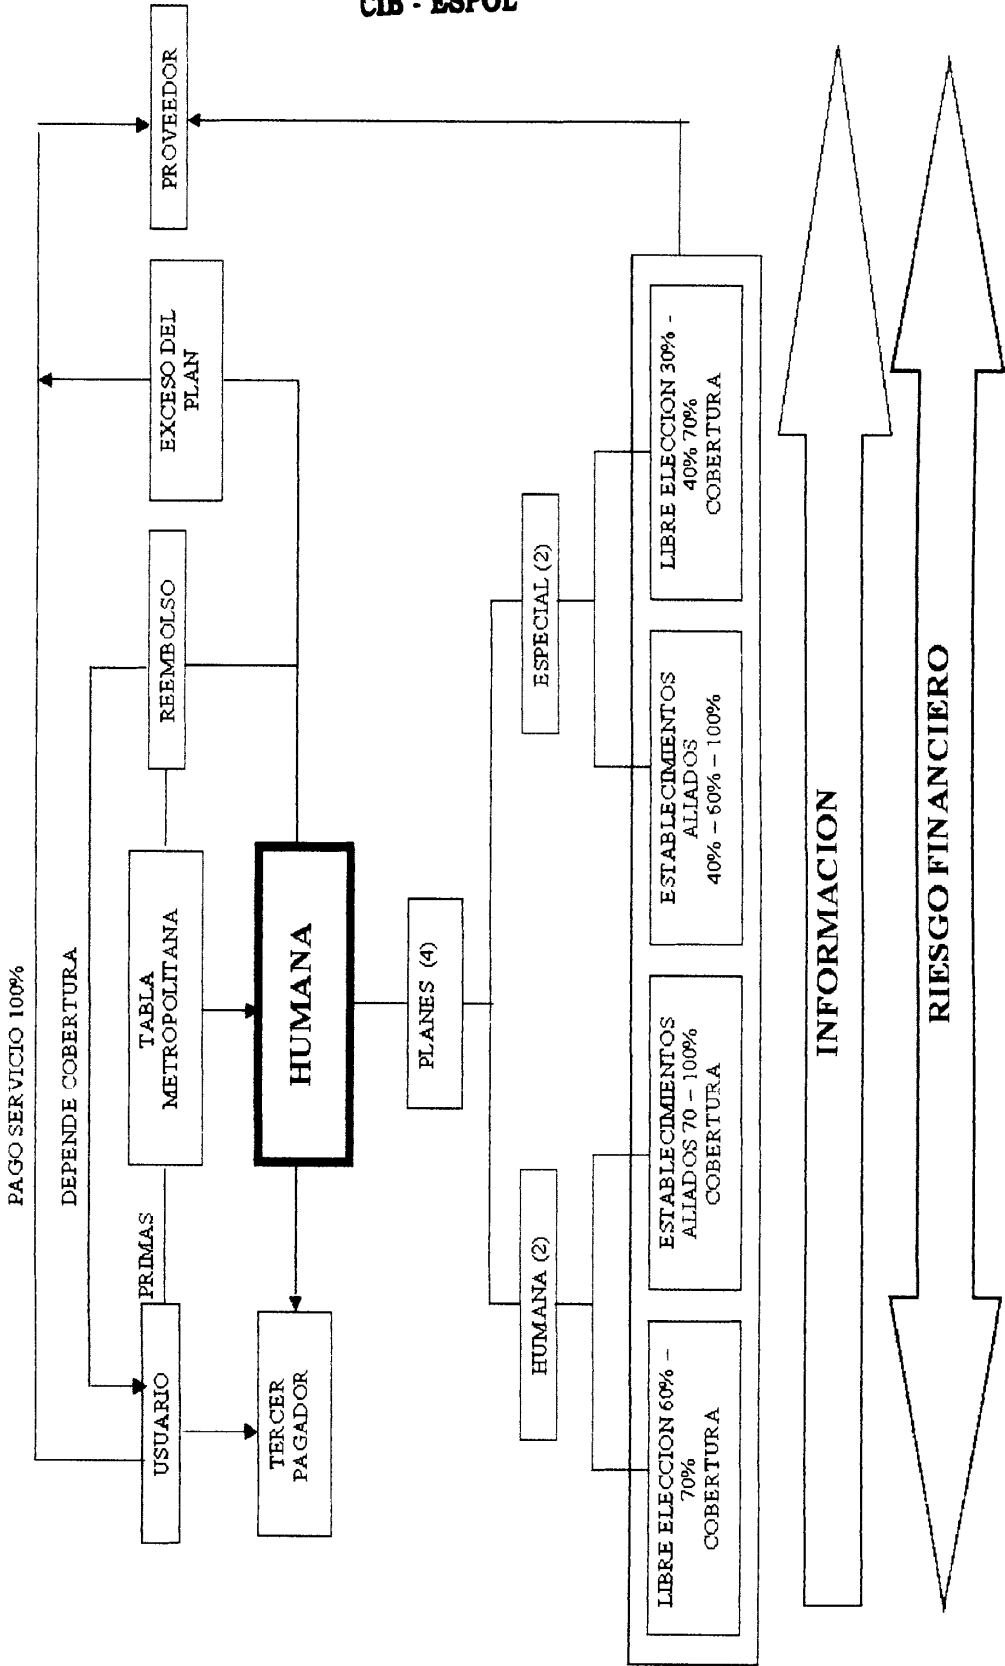 CIB - ESPOL
PAGO SERVICIO 100%
DEPENDE COBERTURA
USUARIO
PRIMAS
TABLA
METROPOLITANA
REEMBOLSO
EXCESO DEL
PLAN
PROVEEDOR
TERCER
PAGADOR
HUMANA
PLANES (4)
HUMANA (2)
ESPECIAL (2)
LIBRE ELECCION 60% –
70%
COBERTURA
ESTABLECIMIENTOS
ALIADOS 70 – 100%
COBERTURA
ESTABLECIMIENTOS
ALIADOS
40% – 60% – 100%
LIBRE ELECCION 30% -
40% 70%
COBERTURA
INFORMACION
RIESGO FINANCIERO